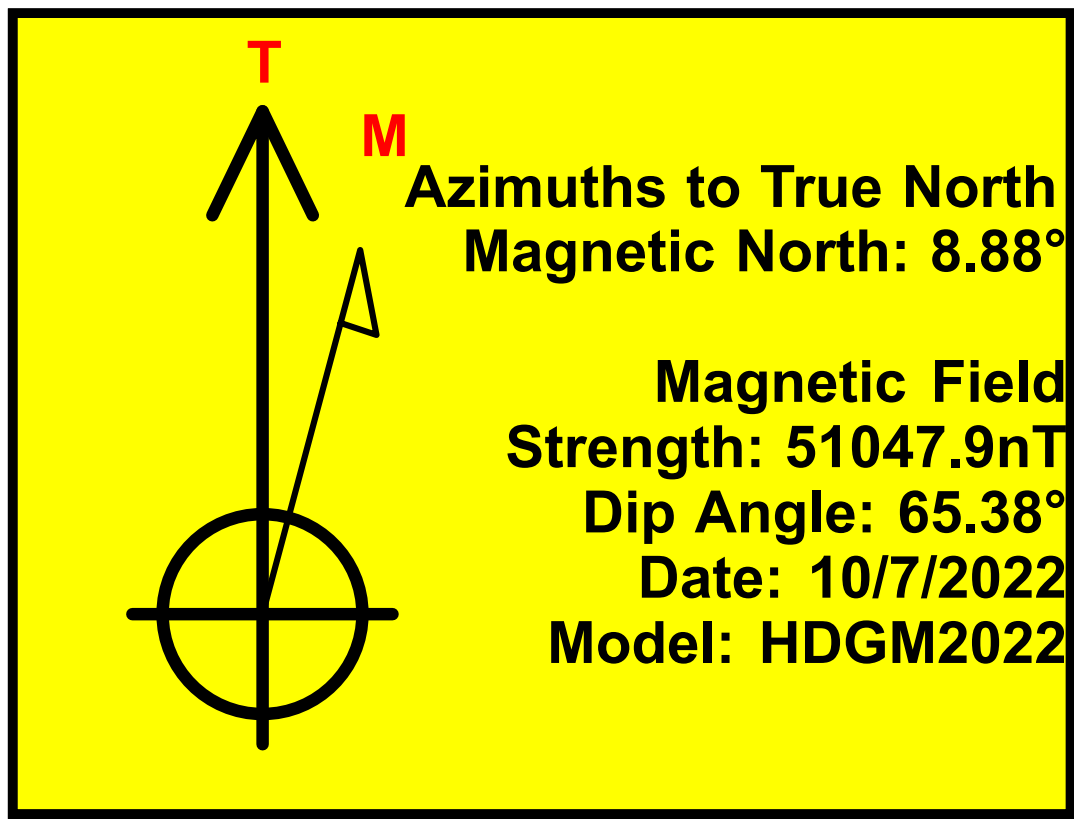 T
M
Azimuths to True North
Magnetic North: 8.88°
Magnetic Field
Strength: 51047.9nT
Dip Angle: 65.38°
Date: 10/7/2022
Model: HDGM2022